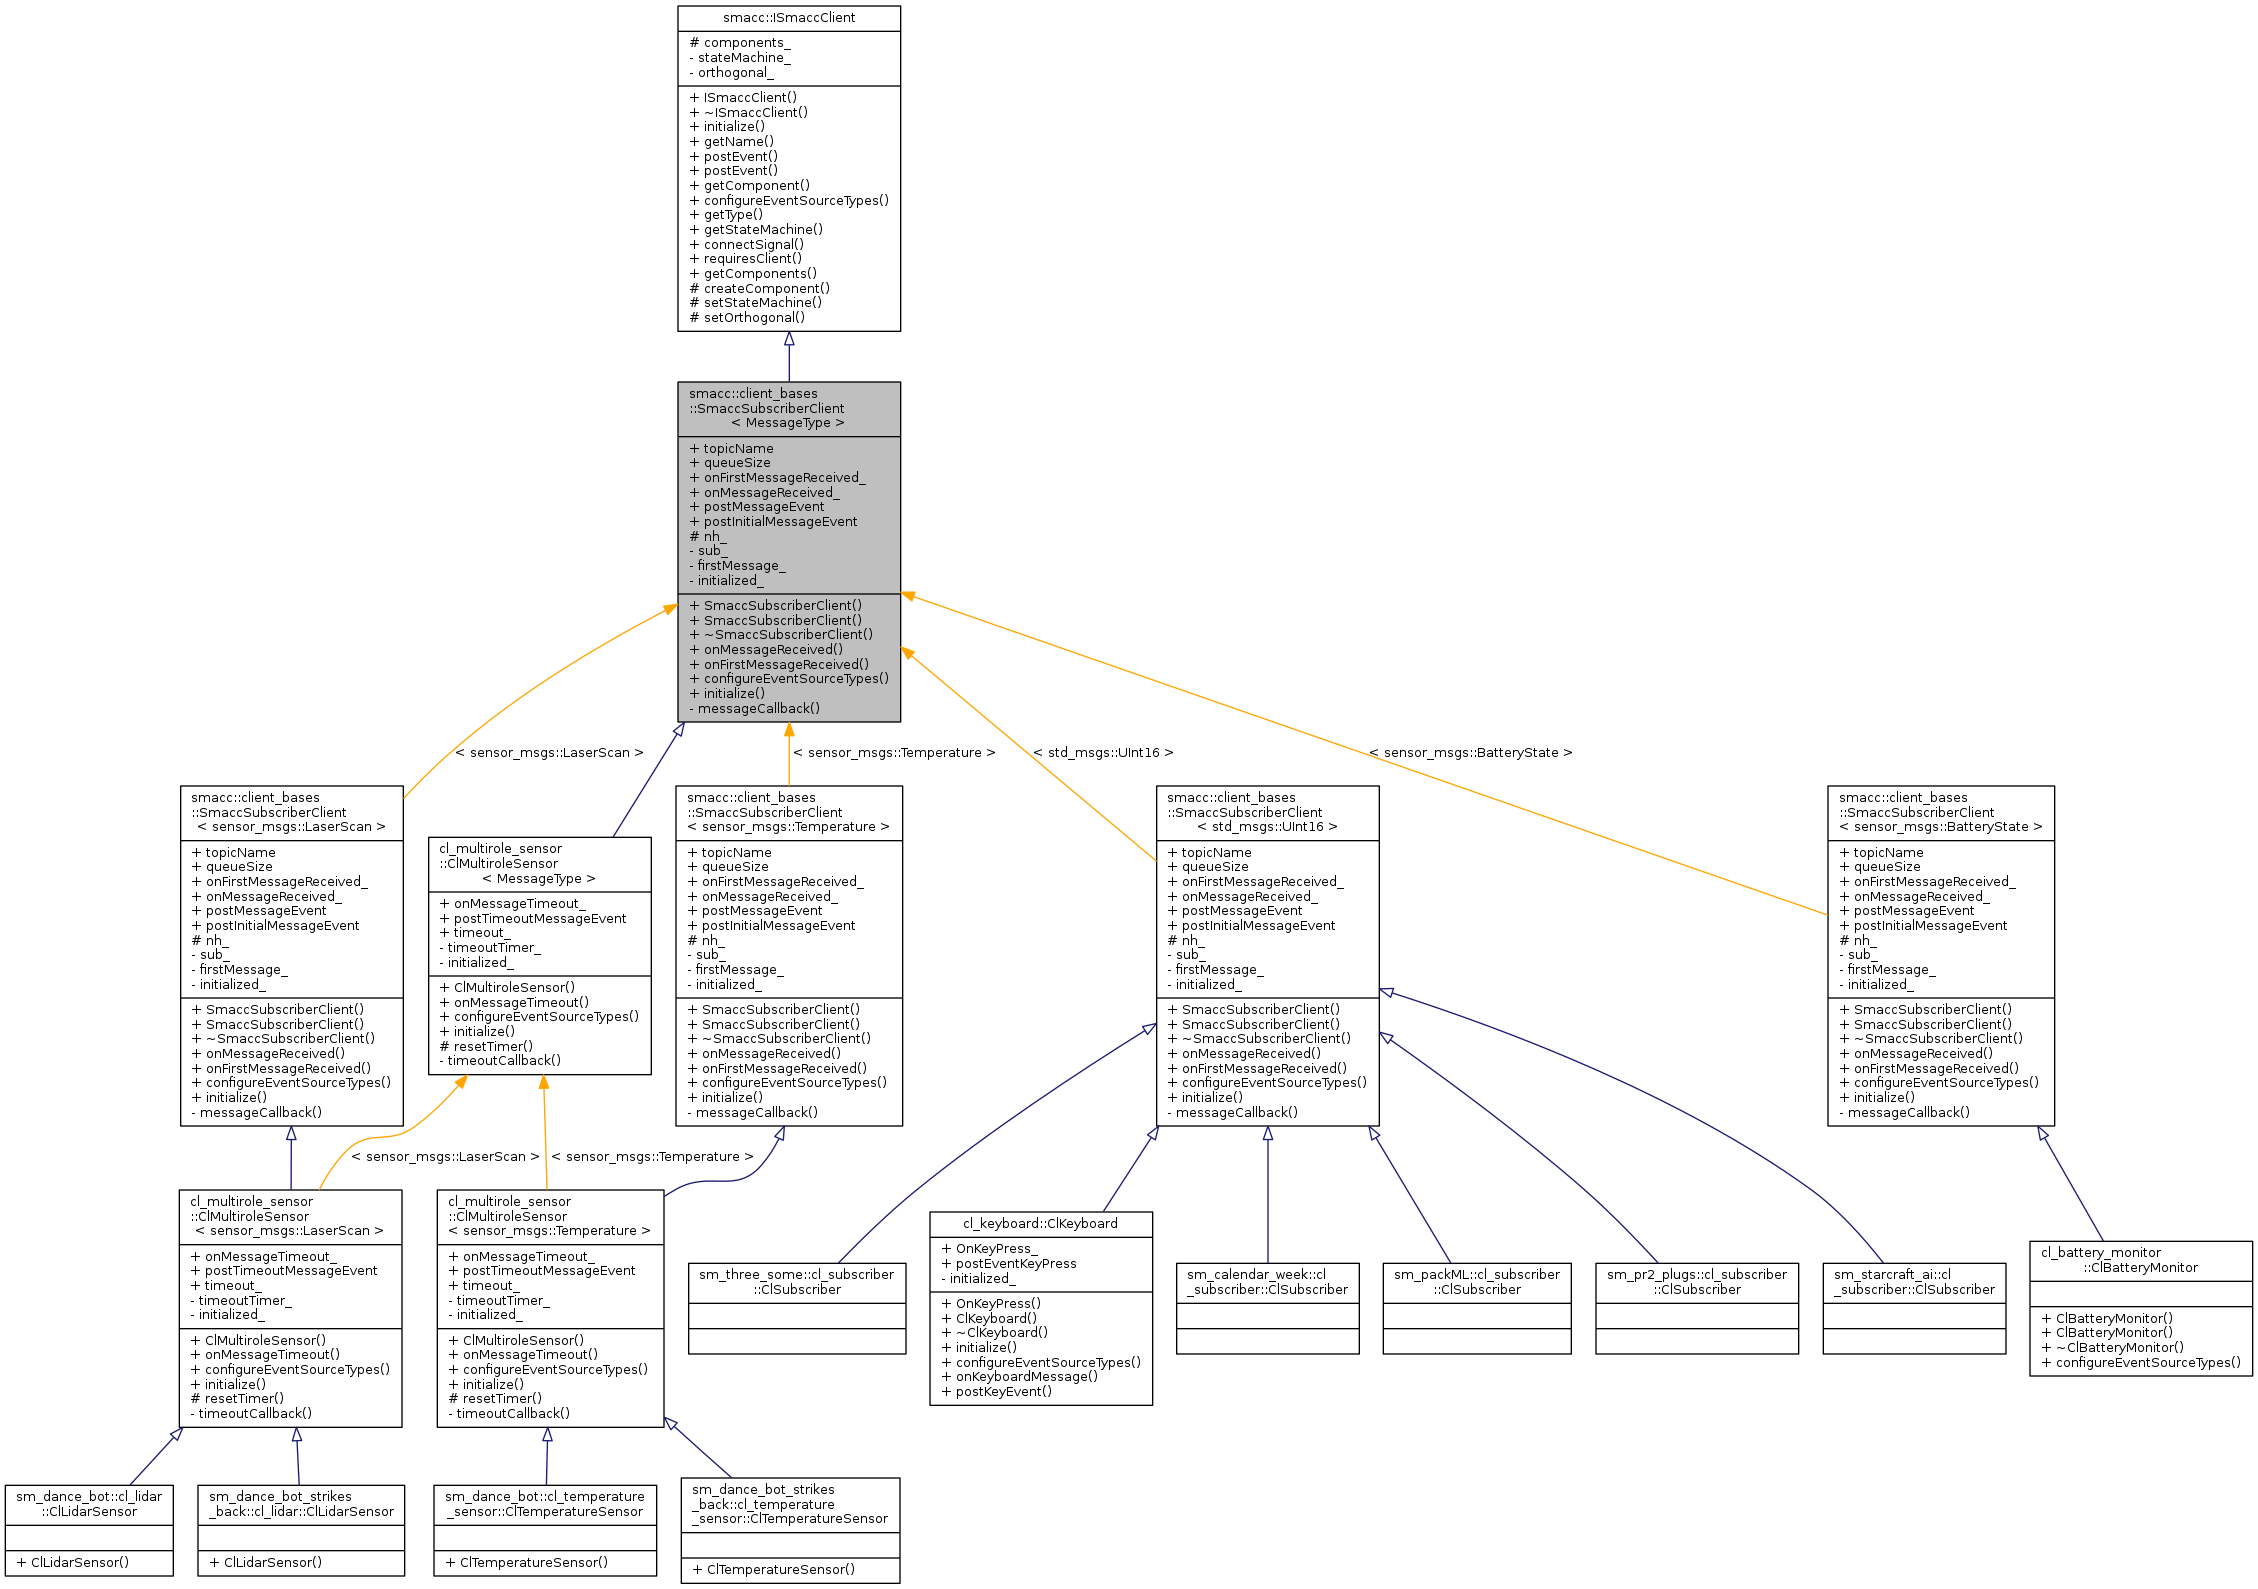 smacc::ISmaccClient
# components_
- stateMachine_
- orthogonal_
+ ISmaccClient()
+ ~ISmaccClient()
+ initialize()
+ getName()
+ postEvent()
+ postEvent()
+ getComponent()
+ configureEventSourceTypes()
+ getType()
+ getStateMachine()
+ connectSignal()
+ requiresClient()
+ getComponents()
# createComponent()
# setStateMachine()
# setOrthogonal()
smacc::client_bases
::SmaccSubscriberClient
< MessageType >
+ topicName
+ queueSize
+ onFirstMessageReceived_
+ onMessageReceived_
+ postMessageEvent
+ postInitialMessageEvent
# nh_
- sub_
- firstMessage_
- initialized_
+ SmaccSubscriberClient()
+ SmaccSubscriberClient()
+ ~SmaccSubscriberClient()
+ onMessageReceived()
+ onFirstMessageReceived()
+ configureEventSourceTypes()
+ initialize()
- messageCallback()
< sensor_msgs::LaserScan >
< sensor_msgs::Temperature >
< std_msgs::UInt16 >
< sensor_msgs::BatteryState >
smacc::client_bases
::SmaccSubscriberClient
< sensor_msgs::LaserScan >
+ topicName
+ queueSize
+ onFirstMessageReceived_
+ onMessageReceived_
+ postMessageEvent
+ postInitialMessageEvent
# nh_
- sub_
- firstMessage_
- initialized_
+ SmaccSubscriberClient()
+ SmaccSubscriberClient()
+ ~SmaccSubscriberClient()
+ onMessageReceived()
+ onFirstMessageReceived()
+ configureEventSourceTypes()
+ initialize()
- messageCallback()
cl_multirole_sensor
::ClMultiroleSensor
< MessageType >
+ onMessageTimeout_
+ postTimeoutMessageEvent
+ timeout_
- timeoutTimer_
- initialized_
+ ClMultiroleSensor()
+ onMessageTimeout()
+ configureEventSourceTypes()
+ initialize()
# resetTimer()
- timeoutCallback()
smacc::client_bases
::SmaccSubscriberClient
< sensor_msgs::Temperature >
+ topicName
+ queueSize
+ onFirstMessageReceived_
+ onMessageReceived_
+ postMessageEvent
+ postInitialMessageEvent
# nh_
- sub_
- firstMessage_
- initialized_
+ SmaccSubscriberClient()
+ SmaccSubscriberClient()
+ ~SmaccSubscriberClient()
+ onMessageReceived()
+ onFirstMessageReceived()
+ configureEventSourceTypes()
+ initialize()
- messageCallback()
smacc::client_bases
::SmaccSubscriberClient
< std_msgs::UInt16 >
+ topicName
+ queueSize
+ onFirstMessageReceived_
+ onMessageReceived_
+ postMessageEvent
+ postInitialMessageEvent
# nh_
- sub_
- firstMessage_
- initialized_
+ SmaccSubscriberClient()
+ SmaccSubscriberClient()
+ ~SmaccSubscriberClient()
+ onMessageReceived()
+ onFirstMessageReceived()
+ configureEventSourceTypes()
+ initialize()
- messageCallback()
smacc::client_bases
::SmaccSubscriberClient
< sensor_msgs::BatteryState >
+ topicName
+ queueSize
+ onFirstMessageReceived_
+ onMessageReceived_
+ postMessageEvent
+ postInitialMessageEvent
# nh_
- sub_
- firstMessage_
- initialized_
+ SmaccSubscriberClient()
+ SmaccSubscriberClient()
+ ~SmaccSubscriberClient()
+ onMessageReceived()
+ onFirstMessageReceived()
+ configureEventSourceTypes()
+ initialize()
- messageCallback()
< sensor_msgs::LaserScan >
< sensor_msgs::Temperature >
cl_multirole_sensor
::ClMultiroleSensor
< sensor_msgs::LaserScan >
+ onMessageTimeout_
+ postTimeoutMessageEvent
+ timeout_
- timeoutTimer_
- initialized_
+ ClMultiroleSensor()
+ onMessageTimeout()
+ configureEventSourceTypes()
+ initialize()
# resetTimer()
- timeoutCallback()
cl_multirole_sensor
::ClMultiroleSensor
< sensor_msgs::Temperature >
+ onMessageTimeout_
+ postTimeoutMessageEvent
+ timeout_
- timeoutTimer_
- initialized_
+ ClMultiroleSensor()
+ onMessageTimeout()
+ configureEventSourceTypes()
+ initialize()
# resetTimer()
- timeoutCallback()
sm_three_some::cl_subscriber
::ClSubscriber
cl_keyboard::ClKeyboard
+ OnKeyPress_
+ postEventKeyPress
- initialized_
+ OnKeyPress()
+ ClKeyboard()
+ ~ClKeyboard()
+ initialize()
+ configureEventSourceTypes()
+ onKeyboardMessage()
+ postKeyEvent()
sm_calendar_week::cl
_subscriber::ClSubscriber
sm_packML::cl_subscriber
::ClSubscriber
sm_pr2_plugs::cl_subscriber
::ClSubscriber
sm_starcraft_ai::cl
_subscriber::ClSubscriber
cl_battery_monitor
::ClBatteryMonitor
+ ClBatteryMonitor()
+ ClBatteryMonitor()
+ ~ClBatteryMonitor()
+ configureEventSourceTypes()
sm_dance_bot::cl_lidar
::ClLidarSensor
+ ClLidarSensor()
sm_dance_bot_strikes
_back::cl_lidar::ClLidarSensor
+ ClLidarSensor()
sm_dance_bot::cl_temperature
_sensor::ClTemperatureSensor
+ ClTemperatureSensor()
sm_dance_bot_strikes
_back::cl_temperature
_sensor::ClTemperatureSensor
+ ClTemperatureSensor()